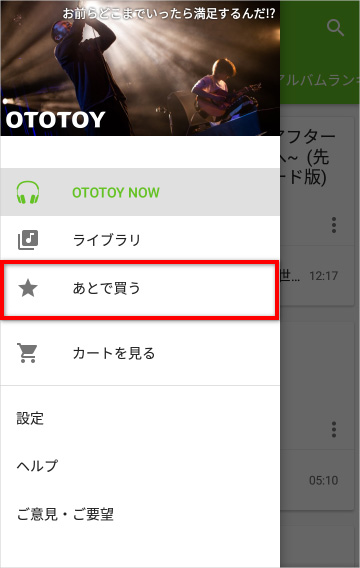 お前らどこまでいったら満足するんだ!?
OTOTOY
アルバムランキ
OTOTOY NOW
ライブラリ
あとで買う
カートを見る
設定
ヘルプ
ご意見・ご要望
アフター
へ~ (先
ード版)
世... 12:17
05:10